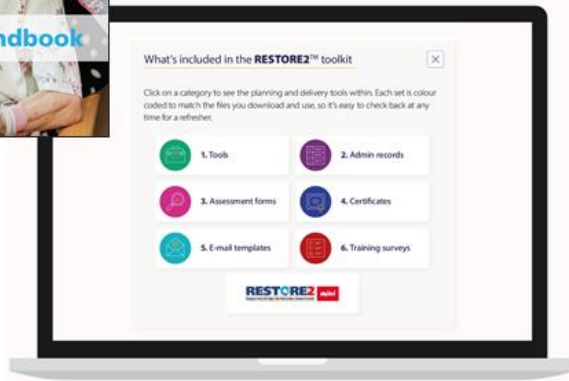 ndbook
What's included in the RESTORE2™ toolkit
Click on a category to see the planning and delivery tools within. Each set is colour
coded to match the files you download and use, so it's easy to check back at any
time for a refresher.
1. Tools
2. Admin records
3. Assessment forms
4. Certificates
5. E-mail templates
6. Training surveys
RESTORE2 mini